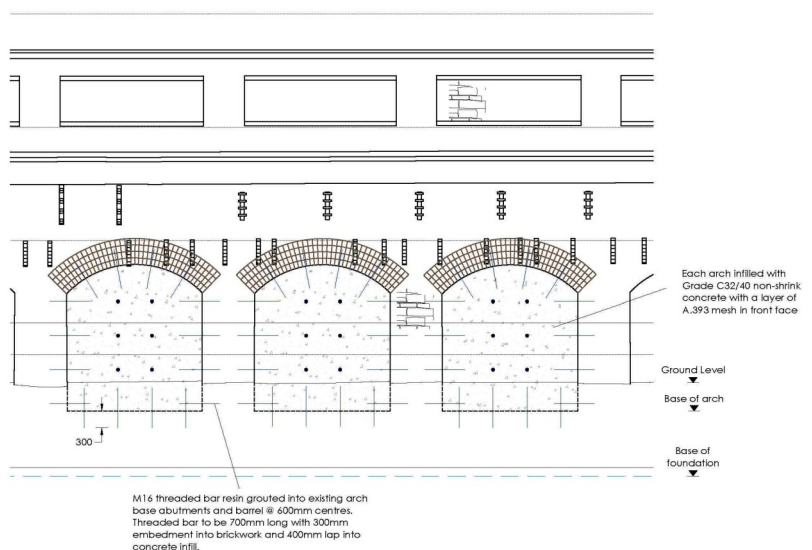 Each arch infilled with
Grade C32/40 non-shrink
concrete with a layer of
A.393 mesh in front face
Ground Level
Base of arch
300
Base of
foundation
M16 threaded bar resin grouted into existing arch
base abutments and barrel @ 600mm centres.
Threaded bar to be 700mm long with 300mm
embedment into brickwork and 400mm lap into
concrete infill.